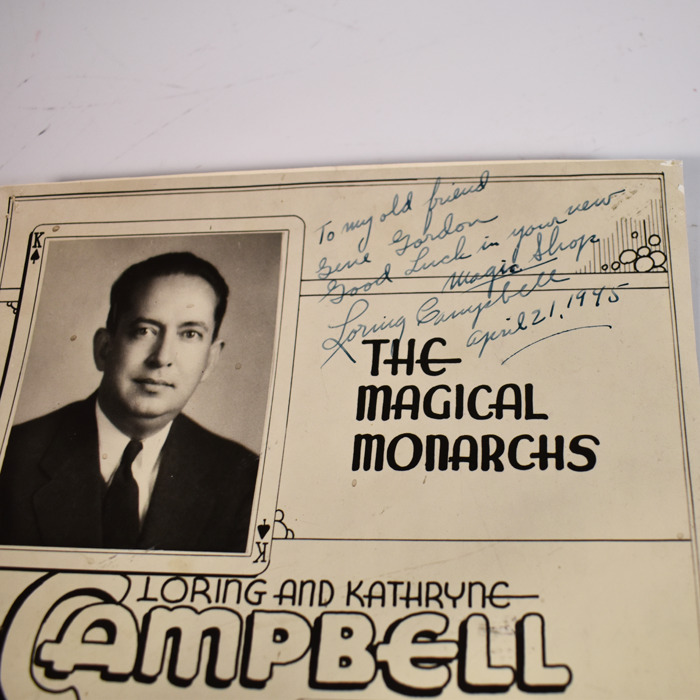 K
To my old friend
Gene Gordon
Good Luck in your new
Magic Shop
Loring Campbell
April 21, 1945
THE
MAGICAL
MONARCHS
K
LORING AND KATHRYNE
CAMPBELL